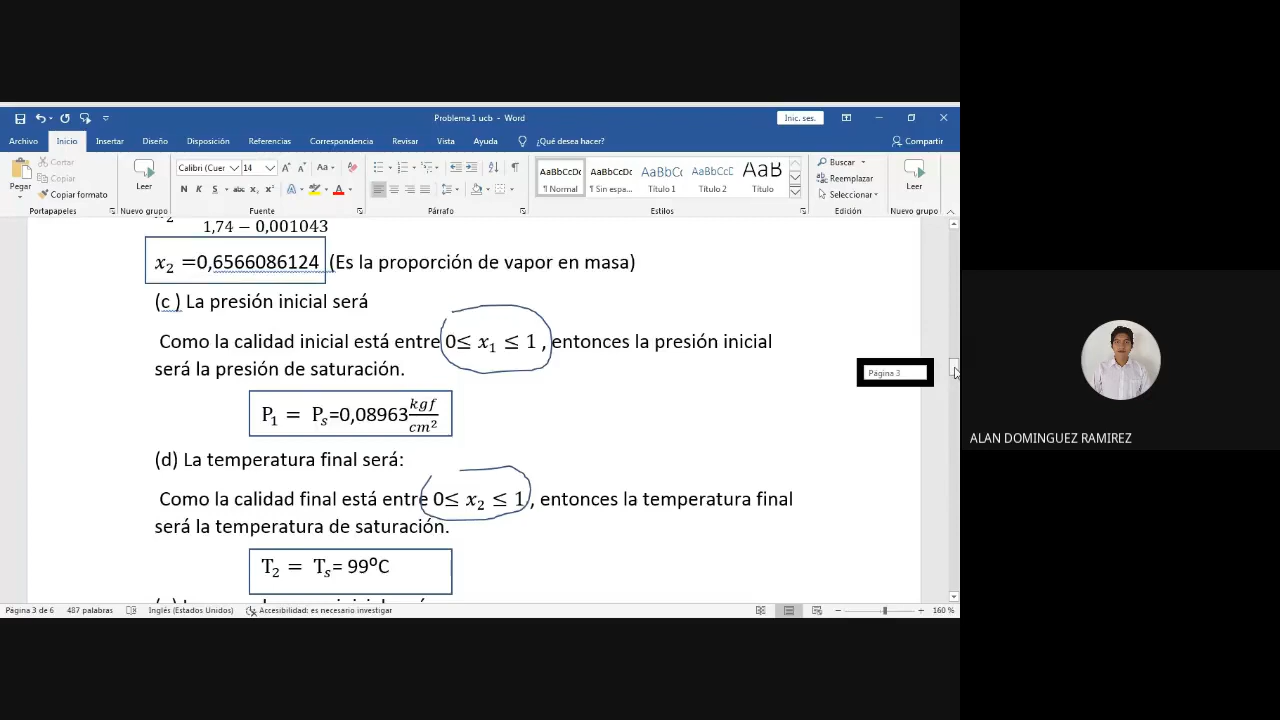 Problema 1 ucb - Word
Inic. ses.
Archivo Inicio Insertar Diseño Disposición Referencias Correspondencia Revisar Vista Ayuda ¿Qué desea hacer? Compartir
Pegar
Cortar
Copiar
Copiar formato
Portapapeles
Leer
Nuevo grupo
Calibri (Cuer 14
Fuente
Párrafo
AaBbCcDc AaBbCcDc AaBbCc AaBbCcD AaB
¶ Normal ¶ Sin espa... Título 1 Título 2 Título
Estilos
Buscar
Reemplazar
Seleccionar
Edición
Leer
Nuevo grupo
1,74 − 0,001043
x₂ =0,6566086124 (Es la proporción de vapor en masa)
(c ) La presión inicial será
Como la calidad inicial está entre 0≤ x₁ ≤ 1 , entonces la presión inicial
será la presión de saturación.
P₁ = Pₛ=0,08963 kgf/cm²
(d) La temperatura final será:
Como la calidad final está entre 0≤ x₂ ≤ 1 , entonces la temperatura final
será la temperatura de saturación.
T₂ = Tₛ= 99ºC
Página 3
ALAN DOMINGUEZ RAMIREZ
Página 3 de 6 487 palabras Inglés (Estados Unidos) Accesibilidad: es necesario investigar 160 %